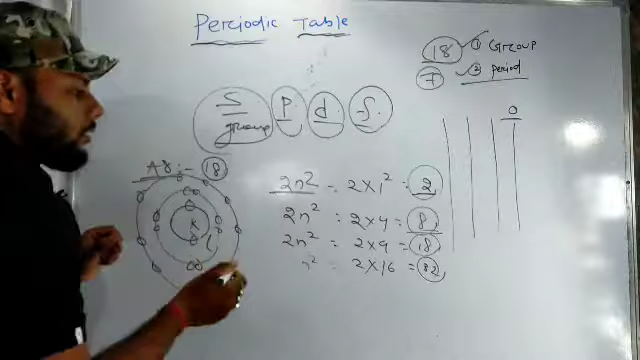 Periodic Table
18 ① Group
7 ② period
S P d f
group
O
Ar :- 18
2n² = 2×1² = 2
2n² = 2×4 = 8
2n² = 2×9 = 18
n² = 2×16 = 32
K
L